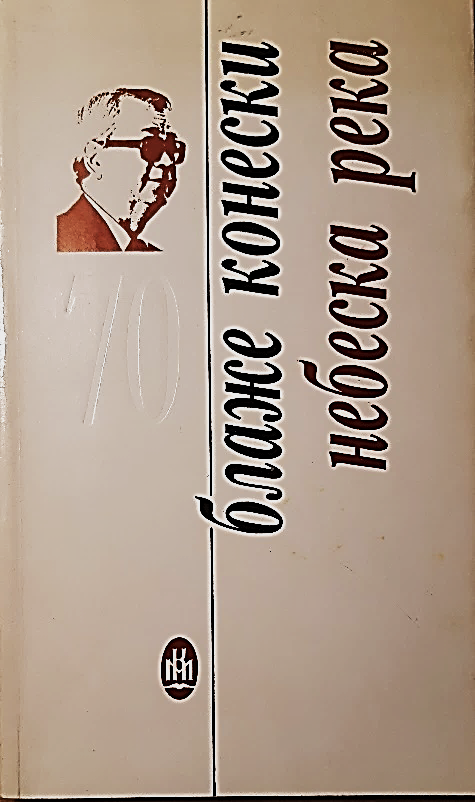 блаже конески
небеска река
70